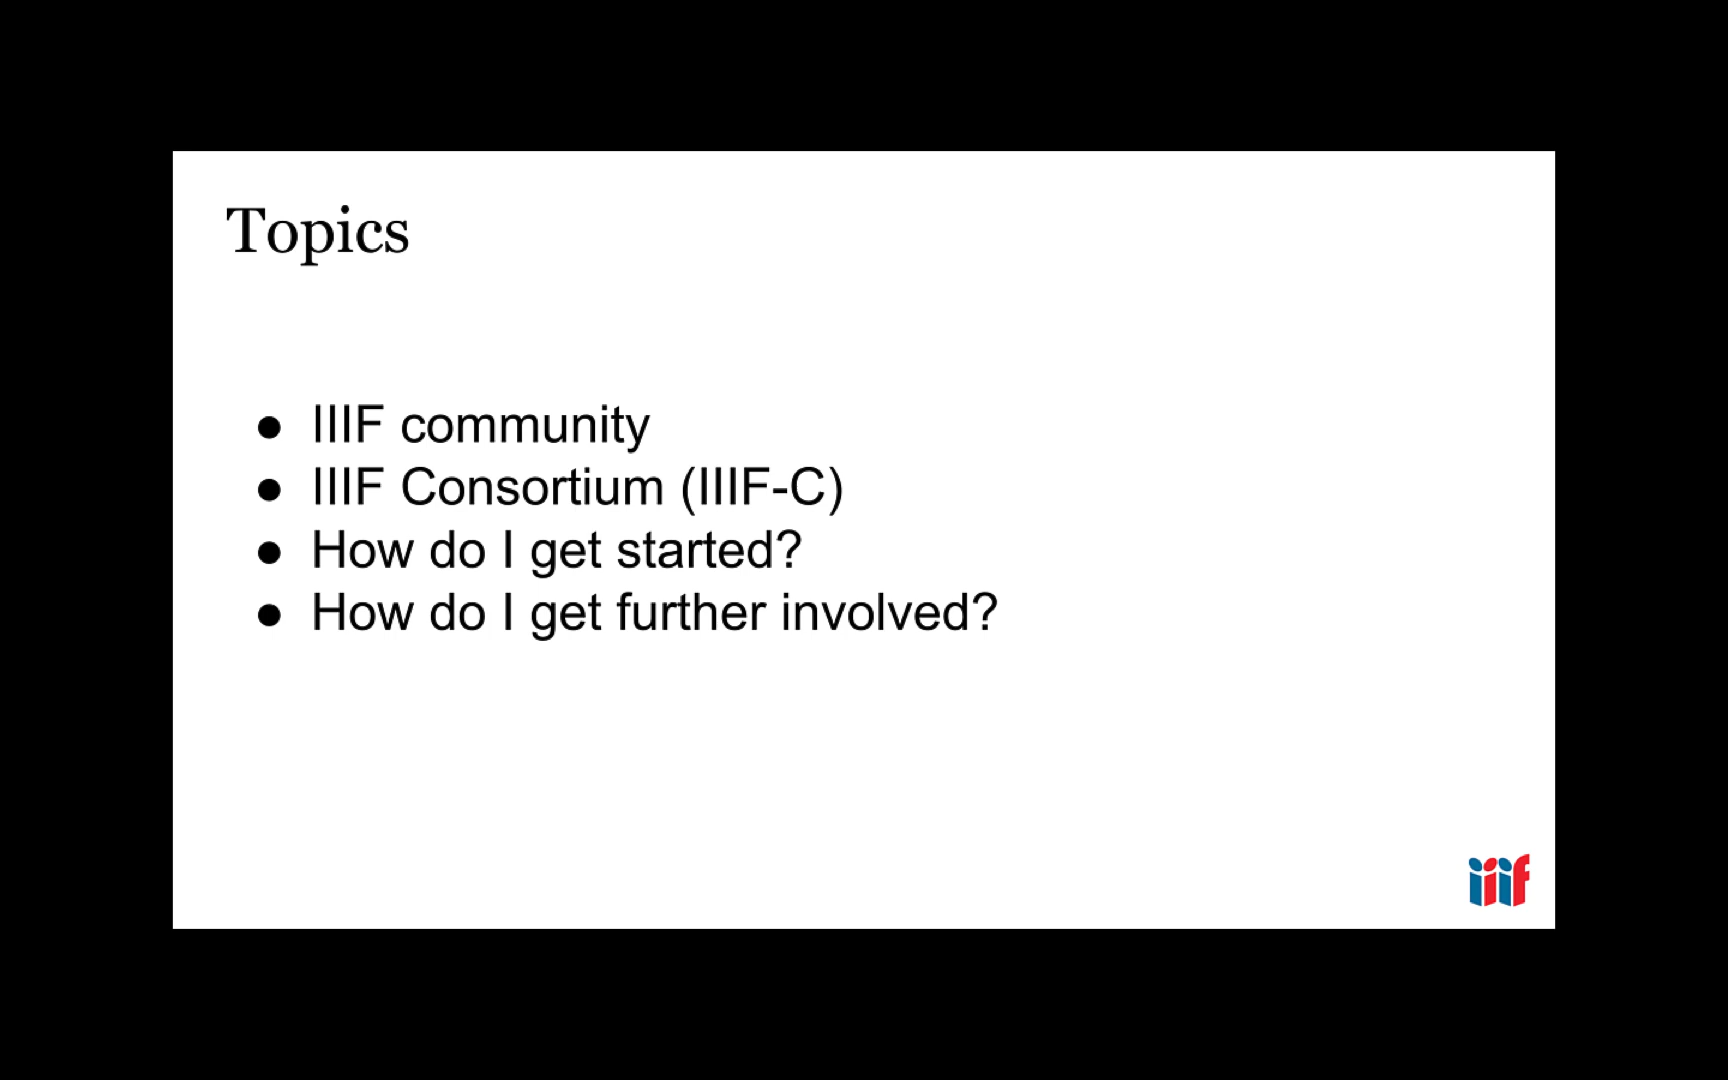 Topics
● IIIF community
● IIIF Consortium (IIIF-C)
● How do I get started?
● How do I get further involved?
iiif